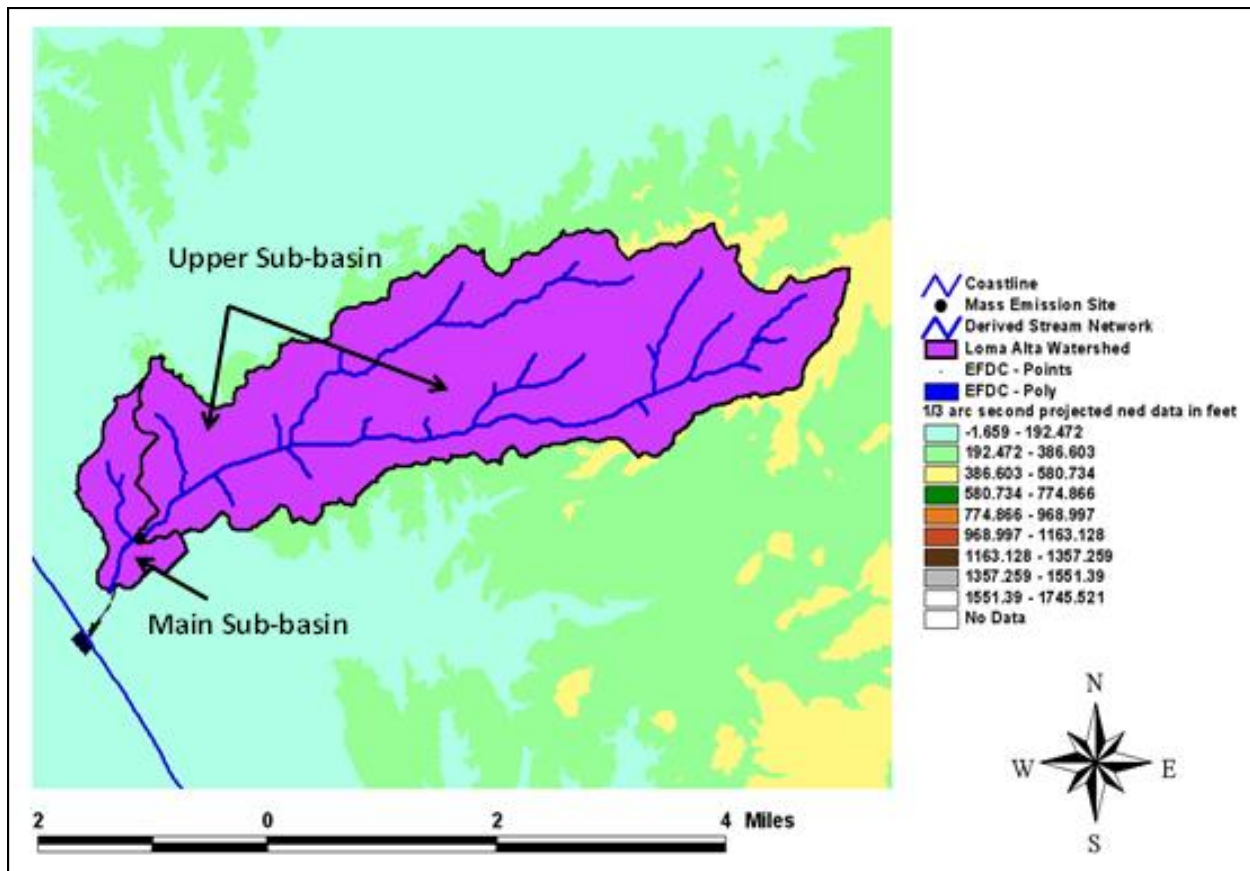 Upper Sub-basin
Main Sub-basin
Coastline
Mass Emission Site
Derived Stream Network
Loma Alta Watershed
EFDC - Points
EFDC - Poly
1/3 arc second projected ned data in feet
-1.659 - 192.472
192.472 - 386.603
386.603 - 580.734
580.734 - 774.866
774.866 - 968.997
968.997 - 1163.128
1163.128 - 1357.259
1357.259 - 1551.39
1551.39 - 1745.521
No Data
N
W E
S
2 0 2 4 Miles